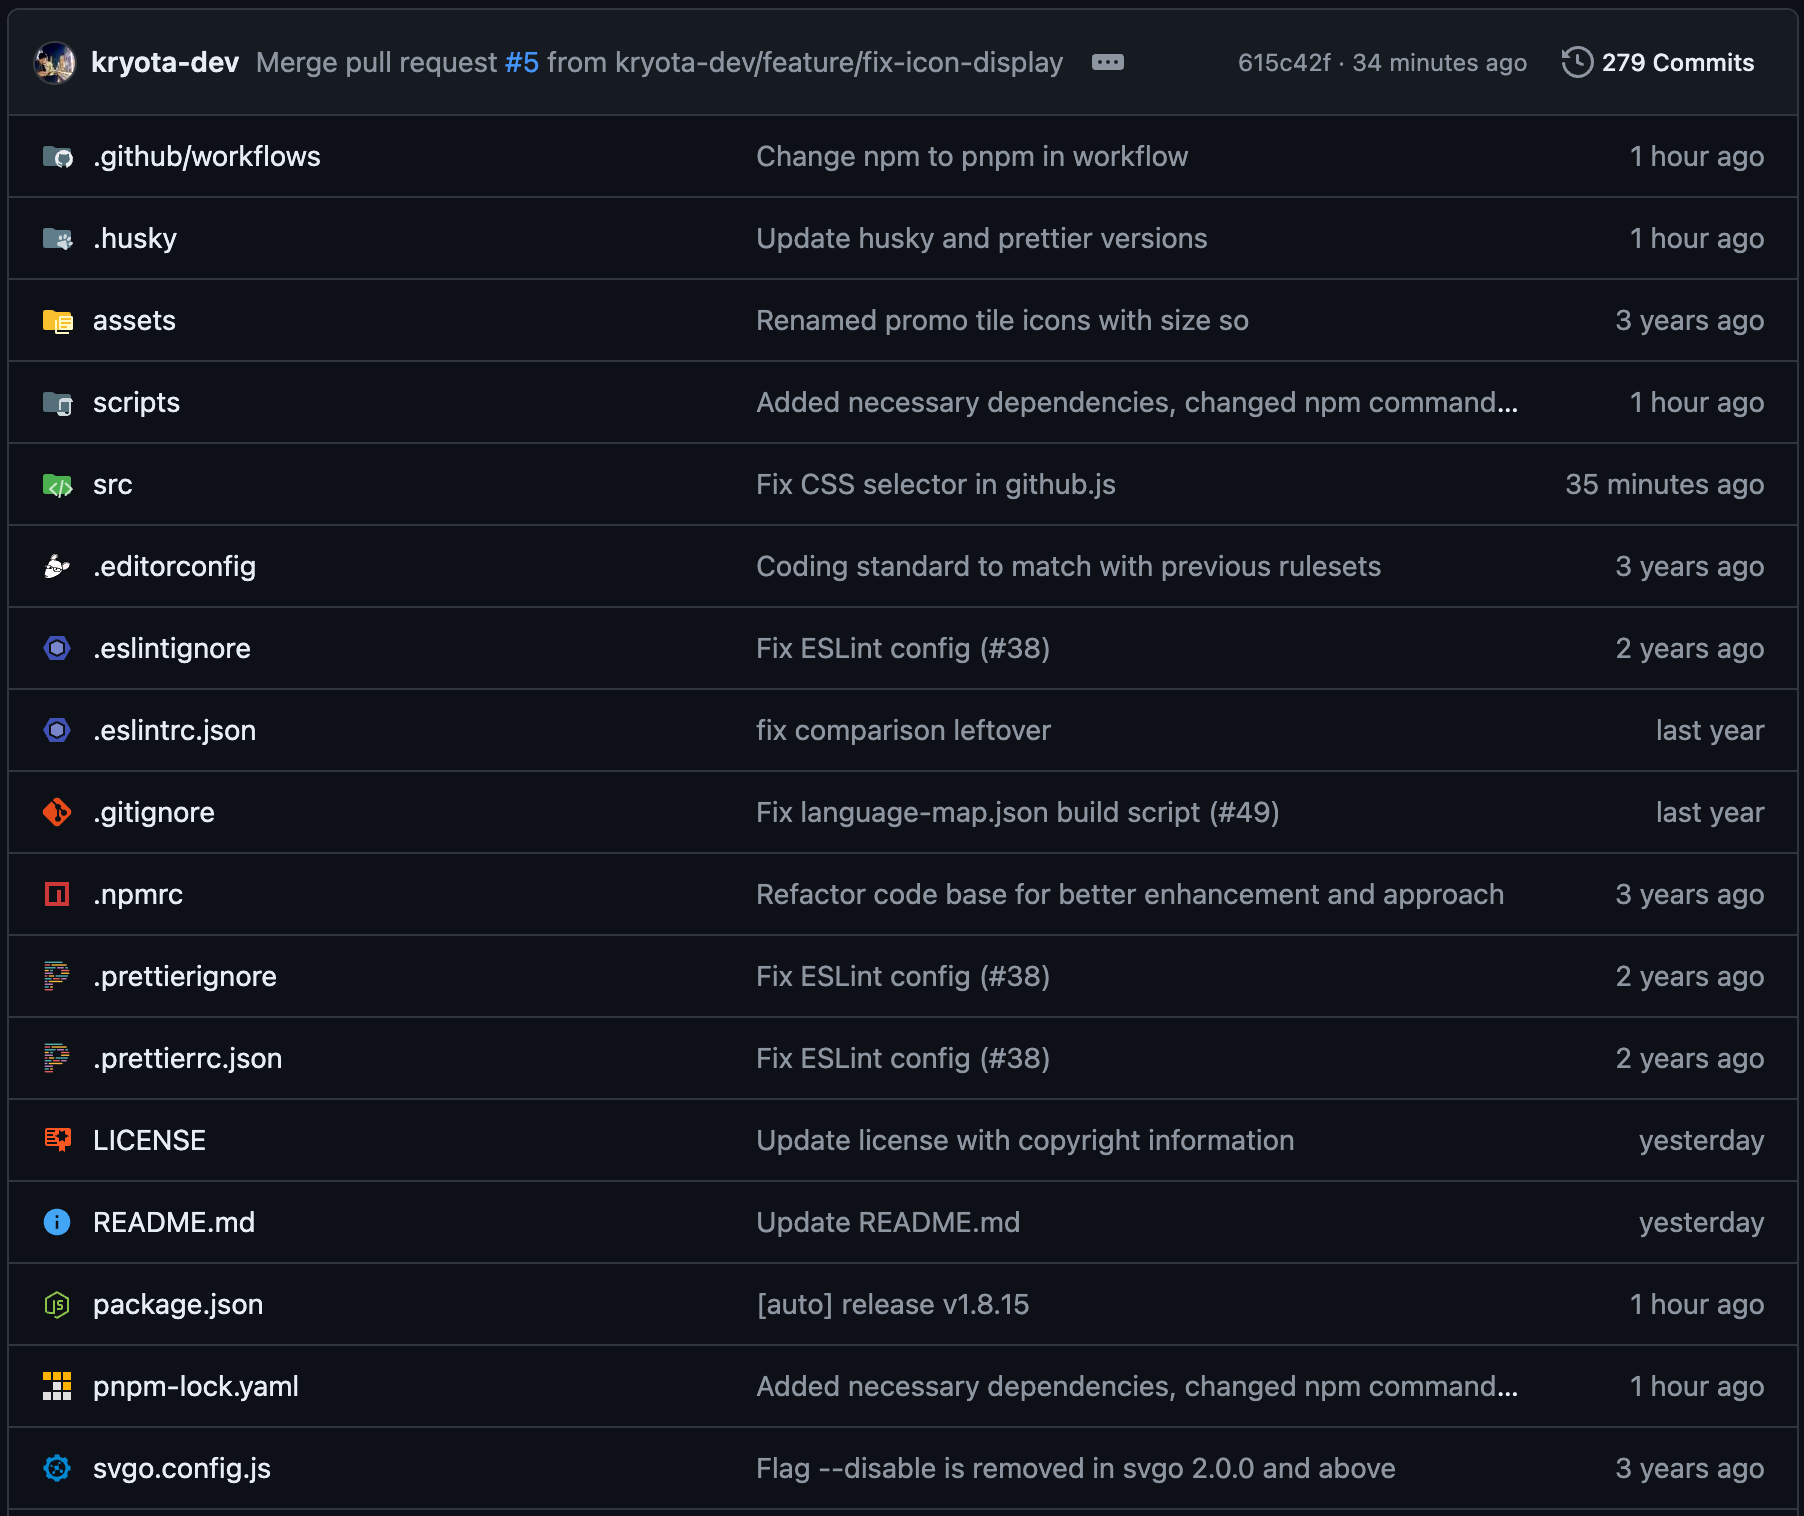 kryota-dev Merge pull request #5 from kryota-dev/feature/fix-icon-display 615c42f · 34 minutes ago 279 Commits
.github/workflows Change npm to pnpm in workflow 1 hour ago
.husky Update husky and prettier versions 1 hour ago
assets Renamed promo tile icons with size so 3 years ago
scripts Added necessary dependencies, changed npm command... 1 hour ago
src Fix CSS selector in github.js 35 minutes ago
.editorconfig Coding standard to match with previous rulesets 3 years ago
.eslintignore Fix ESLint config (#38) 2 years ago
.eslintrc.json fix comparison leftover last year
.gitignore Fix language-map.json build script (#49) last year
.npmrc Refactor code base for better enhancement and approach 3 years ago
.prettierignore Fix ESLint config (#38) 2 years ago
.prettierrc.json Fix ESLint config (#38) 2 years ago
LICENSE Update license with copyright information yesterday
README.md Update README.md yesterday
package.json [auto] release v1.8.15 1 hour ago
pnpm-lock.yaml Added necessary dependencies, changed npm command... 1 hour ago
svgo.config.js Flag --disable is removed in svgo 2.0.0 and above 3 years ago